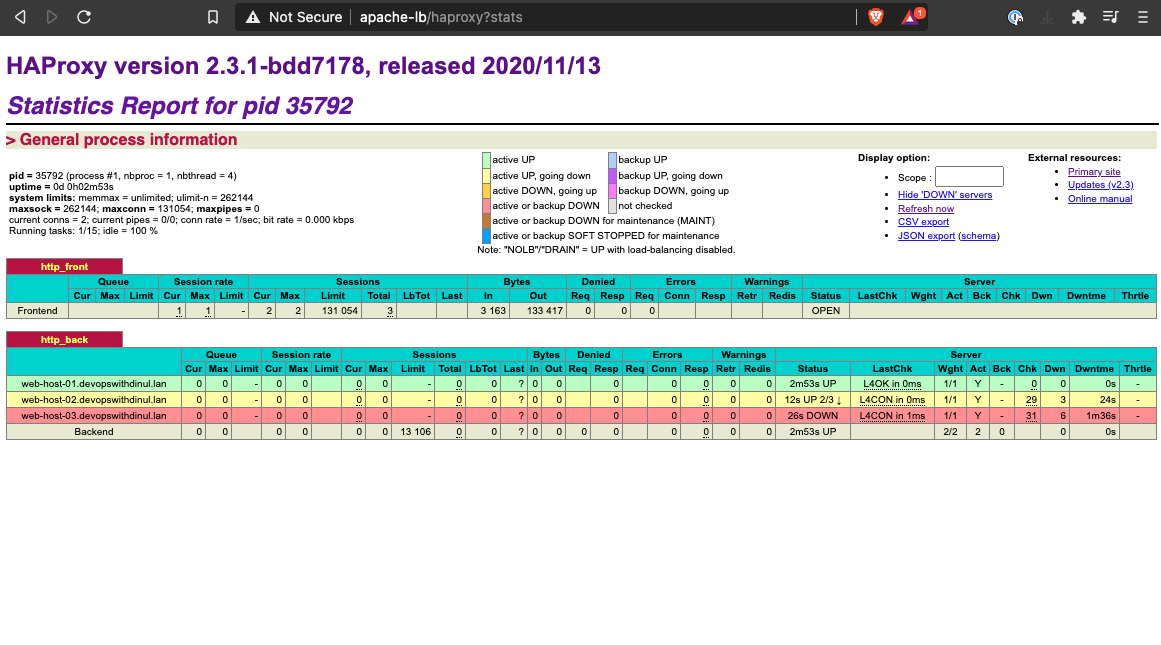 Not Secure apache-lb/haproxy?stats 1
HAProxy version 2.3.1-bdd7178, released 2020/11/13
Statistics Report for pid 35792
> General process information
pid = 35792 (process #1, nbproc = 1, nbthread = 4)
uptime = 0d 0h02m53s
system limits: memmax = unlimited; ulimit-n = 262144
maxsock = 262144; maxconn = 131054; maxpipes = 0
current conns = 2; current pipes = 0/0; conn rate = 1/sec; bit rate = 0.000 kbps
Running tasks: 1/15; idle = 100 %
active UP backup UP
active UP, going down backup UP, going down
active DOWN, going up backup DOWN, going up
active or backup DOWN not checked
active or backup DOWN for maintenance (MAINT)
active or backup SOFT STOPPED for maintenance
Note: "NOLB"/"DRAIN" = UP with load-balancing disabled.
Display option:
• Scope :
• Hide 'DOWN' servers
• Refresh now
• CSV export
• JSON export (schema)
External resources:
• Primary site
• Updates (v2.3)
• Online manual
http_front
Queue Session rate Sessions Bytes Denied Errors Warnings Server
Cur Max Limit Cur Max Limit Cur Max Limit Total LbTot Last In Out Req Resp Req Conn Resp Retr Redis Status LastChk Wght Act Bck Chk Dwn Dwntme Thrtle
Frontend 1 1 - 2 2 131 054 3 3 163 133 417 0 0 0 OPEN
http_back
Queue Session rate Sessions Bytes Denied Errors Warnings Server
Cur Max Limit Cur Max Limit Cur Max Limit Total LbTot Last In Out Req Resp Req Conn Resp Retr Redis Status LastChk Wght Act Bck Chk Dwn Dwntme Thrtle
web-host-01.devopswithdinul.lan 0 0 - 0 0 0 0 - 0 0 ? 0 0 0 0 0 0 0 2m53s UP L4OK in 0ms 1/1 Y - 0 0 0s -
web-host-02.devopswithdinul.lan 0 0 - 0 0 0 0 - 0 0 ? 0 0 0 0 0 0 0 12s UP 2/3 ↓ L4CON in 0ms 1/1 Y - 29 3 24s -
web-host-03.devopswithdinul.lan 0 0 - 0 0 0 0 - 0 0 ? 0 0 0 0 0 0 0 26s DOWN L4CON in 1ms 1/1 Y - 31 6 1m36s -
Backend 0 0 0 0 0 0 13 106 0 0 ? 0 0 0 0 0 0 0 0 2m53s UP 2/2 2 0 0 0s